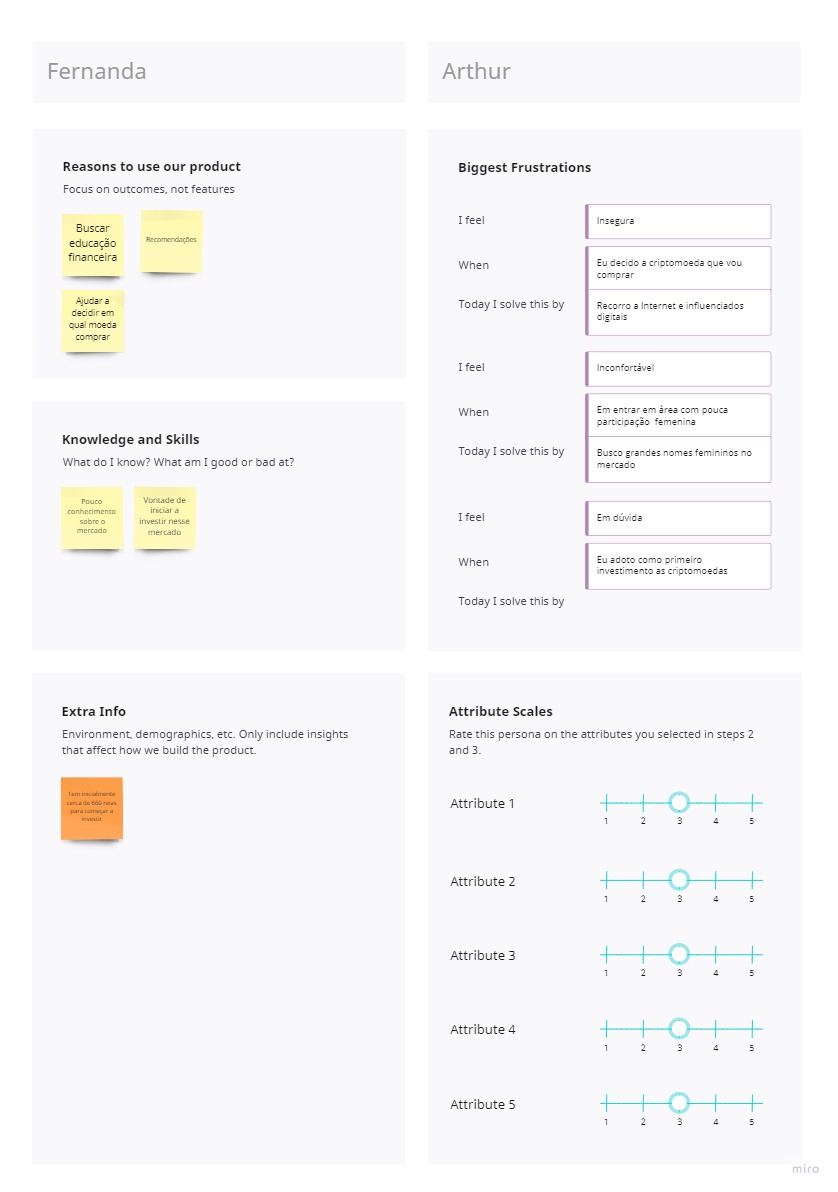 Fernanda
Arthur
Reasons to use our product
Focus on outcomes, not features
Buscar
educação
financeira
Recomendações
Ajudar a
decidir em
qual moeda
comprar
Biggest Frustrations
I feel
Insegura
When
Eu decido a criptomoeda que vou
comprar
Today I solve this by
Recorro a Internet e influenciados
digitais
I feel
Inconfortável
When
Em entrar em área com pouca
participação femenina
Today I solve this by
Busco grandes nomes femininos no
mercado
I feel
Em dúvida
When
Eu adoto como primeiro
investimento as criptomoedas
Today I solve this by
Knowledge and Skills
What do I know? What am I good or bad at?
Pouco
conhecimento
sobre o
mercado
Vontade de
iniciar a
investir nesse
mercado
Extra Info
Environment, demographics, etc. Only include insights
that affect how we build the product.
Tem inicialmente
cerca de 660 reias
para começar a
investir
Attribute Scales
Rate this persona on the attributes you selected in steps 2
and 3.
Attribute 1
1 2 3 4 5
Attribute 2
1 2 3 4 5
Attribute 3
1 2 3 4 5
Attribute 4
1 2 3 4 5
Attribute 5
1 2 3 4 5
miro